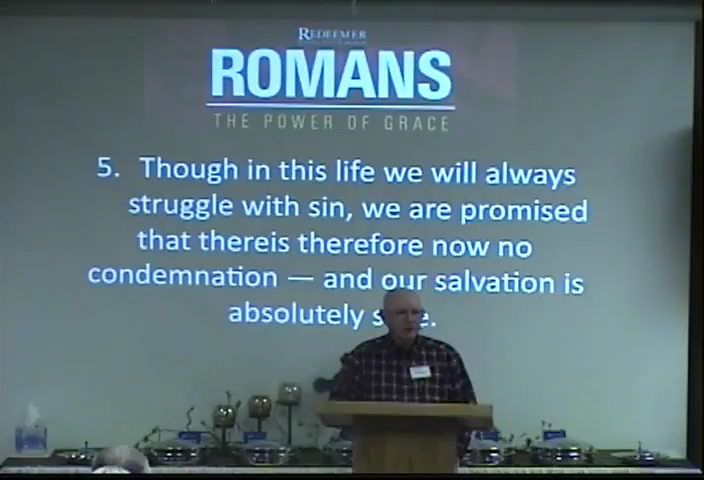 REDEEMER
ROMANS
THE POWER OF GRACE
5. Though in this life we will always
struggle with sin, we are promised
that thereis therefore now no
condemnation — and our salvation is
absolutely